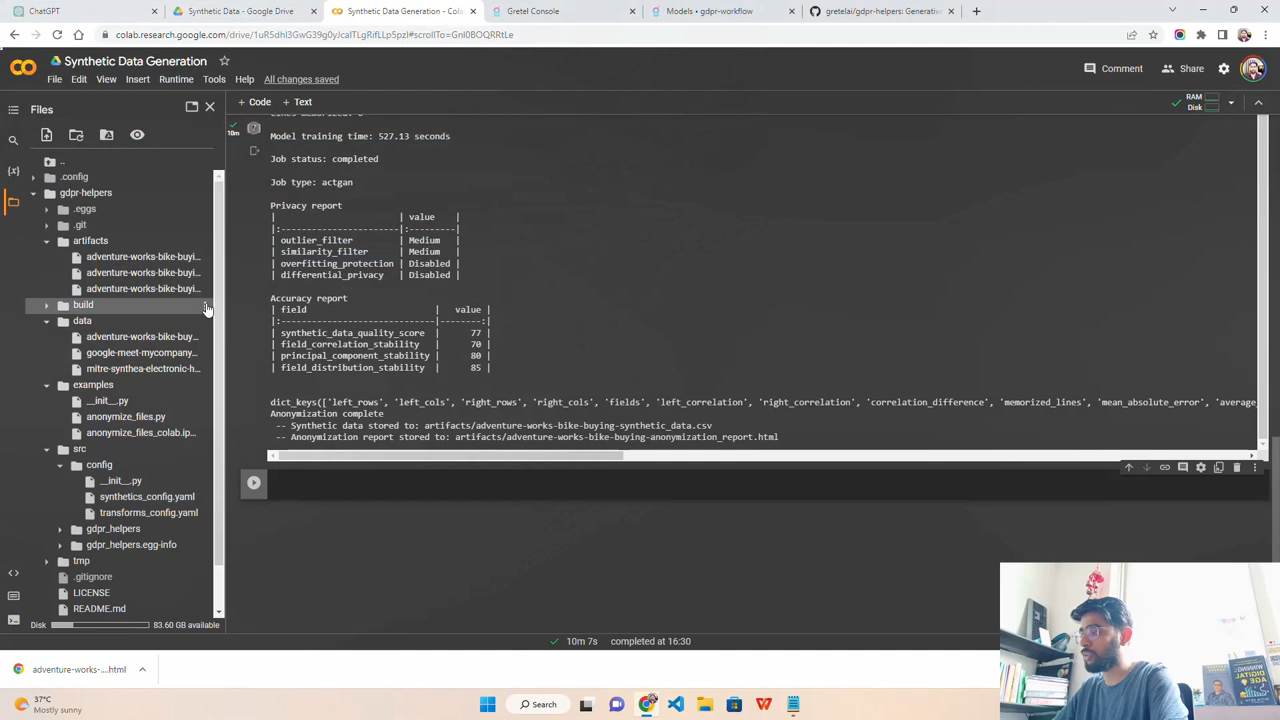 ChatGPT
Synthetic Data - Google Drive
Synthetic Data Generation - Cola
Gretel Console
Models • gdpr-workflow
gretelai/gdpr-helpers: Generativ
colab.research.google.com/drive/
Synthetic Data Generation
File Edit View Insert Runtime Tools Help All changes saved
Comment
Share
Files
+ Code + Text
RAM
Disk
10m
..
.config
gdpr-helpers
.eggs
.git
artifacts
adventure-works-bike-buyi...
adventure-works-bike-buyi...
adventure-works-bike-buyi...
build
data
adventure-works-bike-buy...
google-meet-mycompany...
mitre-synthea-electronic-h...
examples
__init__.py
anonymize_files.py
anonymize_files_colab.ip...
src
config
__init__.py
synthetics_config.yaml
transforms_config.yaml
gdpr_helpers
gdpr_helpers.egg-info
tmp
.gitignore
LICENSE
README.md
Disk 83.60 GB available
Model training time: 527.13 seconds
Job status: completed
Job type: actgan
Privacy report
| | value |
|:-----------------------|:---------|
| outlier_filter | Medium |
| similarity_filter | Medium |
| overfitting_protection | Disabled |
| differential_privacy | Disabled |
Accuracy report
| field | value |
|:------------------------------|--------:|
| synthetic_data_quality_score | 77 |
| field_correlation_stability | 70 |
| principal_component_stability | 80 |
| field_distribution_stability | 85 |
dict_keys(['left_rows', 'left_cols', 'right_rows', 'right_cols', 'fields', 'left_correlation', 'right_correlation', 'correlation_difference', 'memorized_lines', 'mean_absolute_error', 'average_
Anonymization complete
-- Synthetic data stored to: artifacts/adventure-works-bike-buying-synthetic_data.csv
-- Anonymization report stored to: artifacts/adventure-works-bike-buying-anonymization_report.html
10m 7s completed at 16:30
adventure-works-....html
37°C
Mostly sunny
Search
WINNING
DIGITAL
AGE